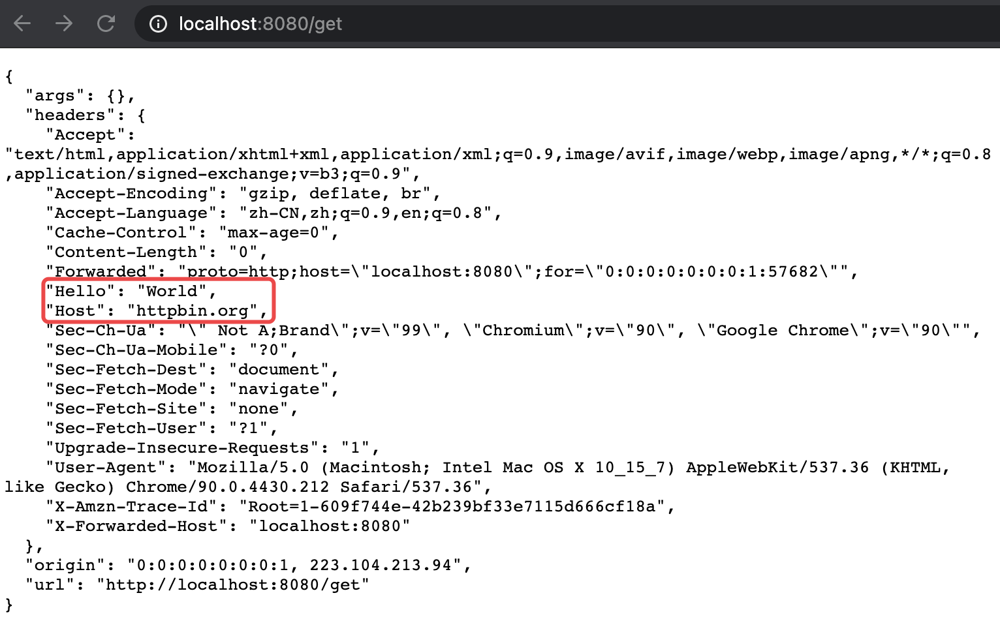 localhost:8080/get
{
  "args": {},
  "headers": {
    "Accept":
"text/html,application/xhtml+xml,application/xml;q=0.9,image/avif,image/webp,image/apng,*/*;q=0.8
,application/signed-exchange;v=b3;q=0.9",
    "Accept-Encoding": "gzip, deflate, br",
    "Accept-Language": "zh-CN,zh;q=0.9,en;q=0.8",
    "Cache-Control": "max-age=0",
    "Content-Length": "0",
    "Forwarded": "proto=http;host=\"localhost:8080\";for=\"0:0:0:0:0:0:0:1:57682\"",
    "Hello": "World",
    "Host": "httpbin.org",
    "Sec-Ch-Ua": "\" Not A;Brand\";v=\"99\", \"Chromium\";v=\"90\", \"Google Chrome\";v=\"90\"",
    "Sec-Ch-Ua-Mobile": "?0",
    "Sec-Fetch-Dest": "document",
    "Sec-Fetch-Mode": "navigate",
    "Sec-Fetch-Site": "none",
    "Sec-Fetch-User": "?1",
    "Upgrade-Insecure-Requests": "1",
    "User-Agent": "Mozilla/5.0 (Macintosh; Intel Mac OS X 10_15_7) AppleWebKit/537.36 (KHTML,
like Gecko) Chrome/90.0.4430.212 Safari/537.36",
    "X-Amzn-Trace-Id": "Root=1-609f744e-42b239bf33e7115d666cf18a",
    "X-Forwarded-Host": "localhost:8080"
  },
  "origin": "0:0:0:0:0:0:0:1, 223.104.213.94",
  "url": "http://localhost:8080/get"
}